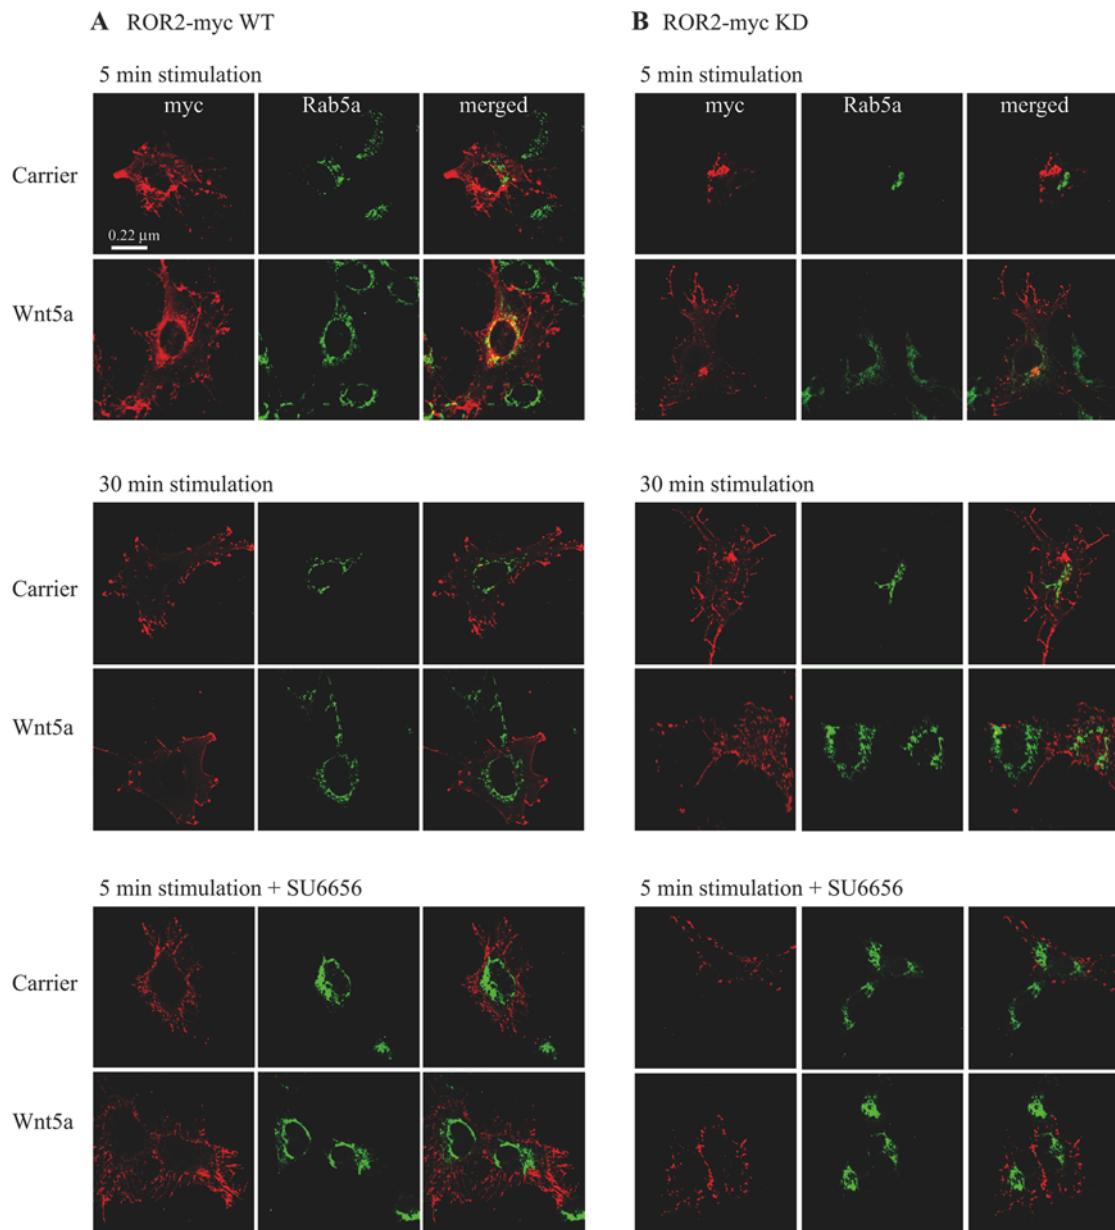 A ROR2-myc WT
B ROR2-myc KD
5 min stimulation
5 min stimulation
myc Rab5a merged
myc Rab5a merged
Carrier
0.22 µm
Wnt5a
30 min stimulation
30 min stimulation
Carrier
Wnt5a
5 min stimulation + SU6656
5 min stimulation + SU6656
Carrier
Wnt5a